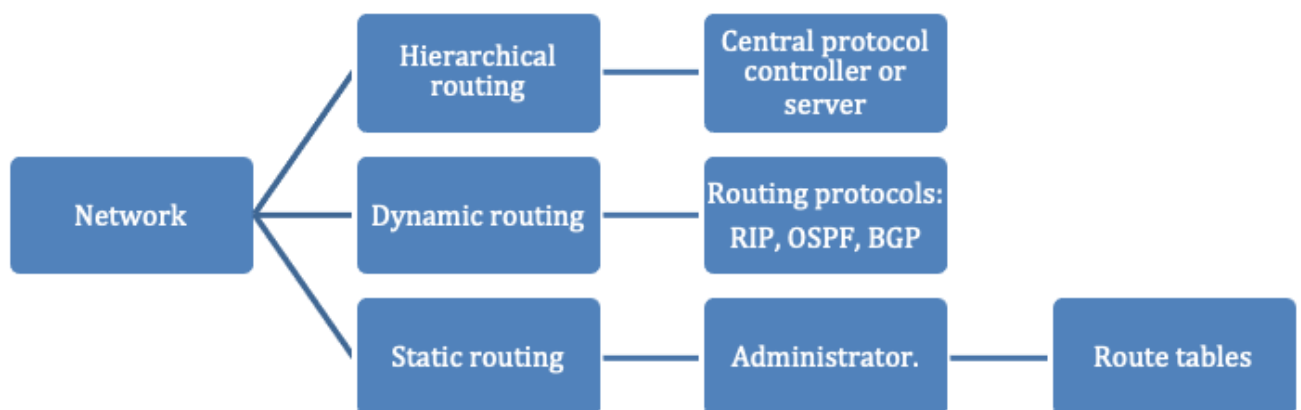 Hierarchical
routing
Central protocol
controller or
server
Network
Dynamic routing
Routing protocols:
RIP, OSPF, BGP
Static routing
Administrator.
Route tables